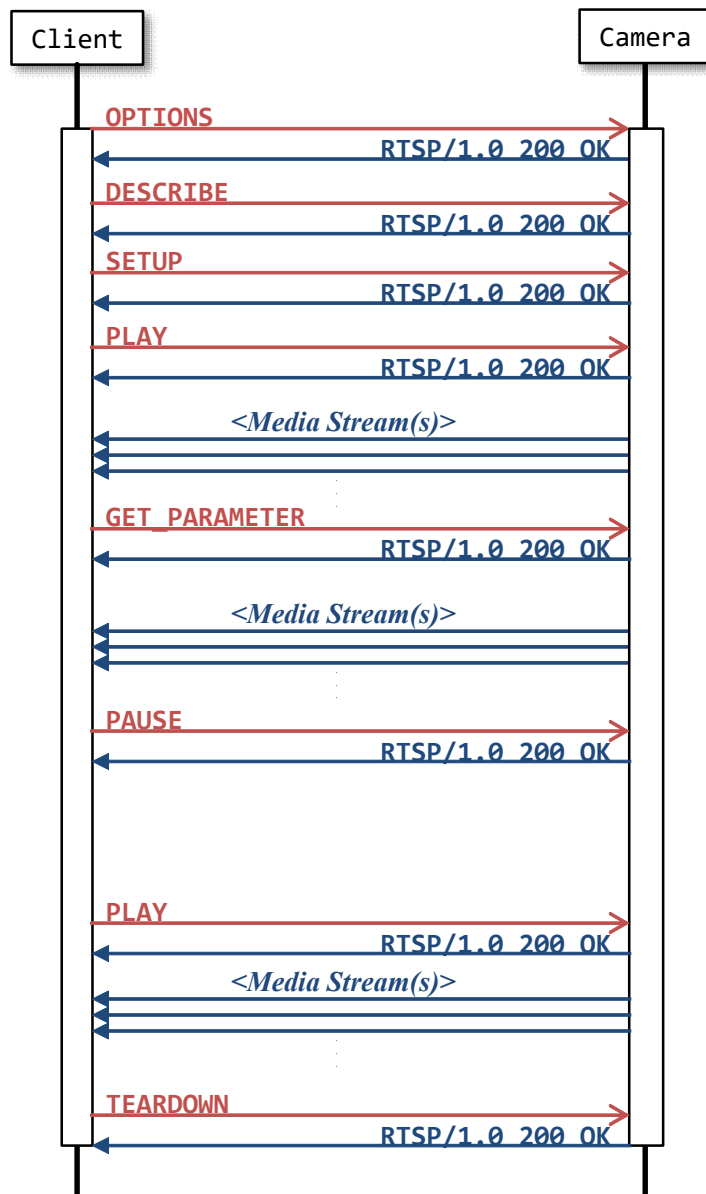 Client
Camera
OPTIONS
RTSP/1.0 200 OK
DESCRIBE
RTSP/1.0 200 OK
SETUP
RTSP/1.0 200 OK
PLAY
RTSP/1.0 200 OK
<Media Stream(s)>
GET_PARAMETER
RTSP/1.0 200 OK
<Media Stream(s)>
PAUSE
RTSP/1.0 200 OK
PLAY
RTSP/1.0 200 OK
<Media Stream(s)>
TEARDOWN
RTSP/1.0 200 OK